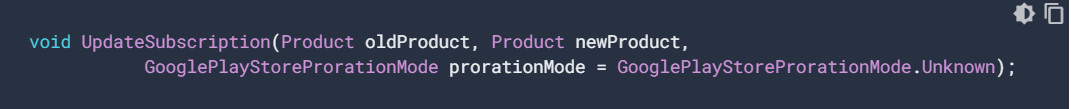 void UpdateSubscription(Product oldProduct, Product newProduct,
GooglePlayStoreProrationMode prorationMode = GooglePlayStoreProrationMode.Unknown);